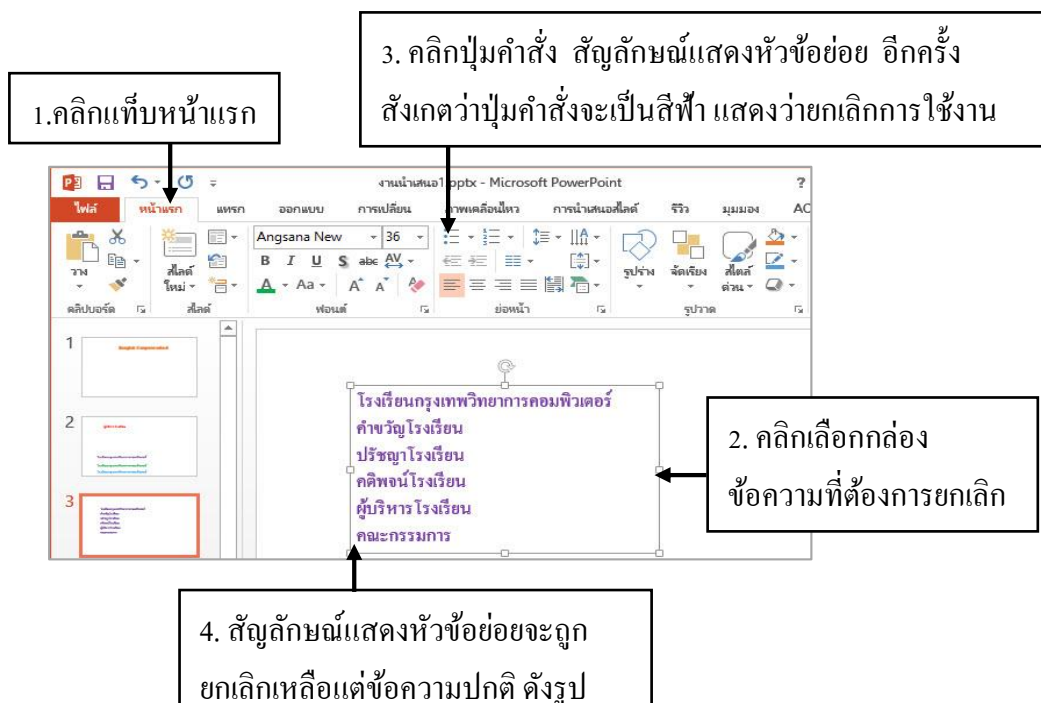 3. คลิกปุ่มคำสั่ง สัญลักษณ์แสดงหัวข้อย่อย อีกครั้ง
สังเกตว่าปุ่มคำสั่งจะเป็นสีฟ้า แสดงว่ายกเลิกการใช้งาน
1.คลิกแท็บหน้าแรก
งานนำเสนอ1.pptx - Microsoft PowerPoint ?
ไฟล์ หน้าแรก แทรก ออกแบบ การเปลี่ยน ภาพเคลื่อนไหว การนำเสนอสไลด์ รีวิว มุมมอง AC
Angsana New 36
B I U S abc AV
A Aa A A
วาง
สไลด์
ใหม่
รูปร่าง จัดเรียง สไตล์
ด่วน
คลิปบอร์ด สไลด์ ฟอนต์ ย่อหน้า รูปวาด
1
2
3
โรงเรียนกรุงเทพวิทยาการคอมพิวเตอร์
คำขวัญโรงเรียน
ปรัชญาโรงเรียน
คติพจน์โรงเรียน
ผู้บริหารโรงเรียน
คณะกรรมการ
2. คลิกเลือกกล่อง
ข้อความที่ต้องการยกเลิก
4. สัญลักษณ์แสดงหัวข้อย่อยจะถูก
ยกเลิกเหลือแต่ข้อความปกติ ดังรูป